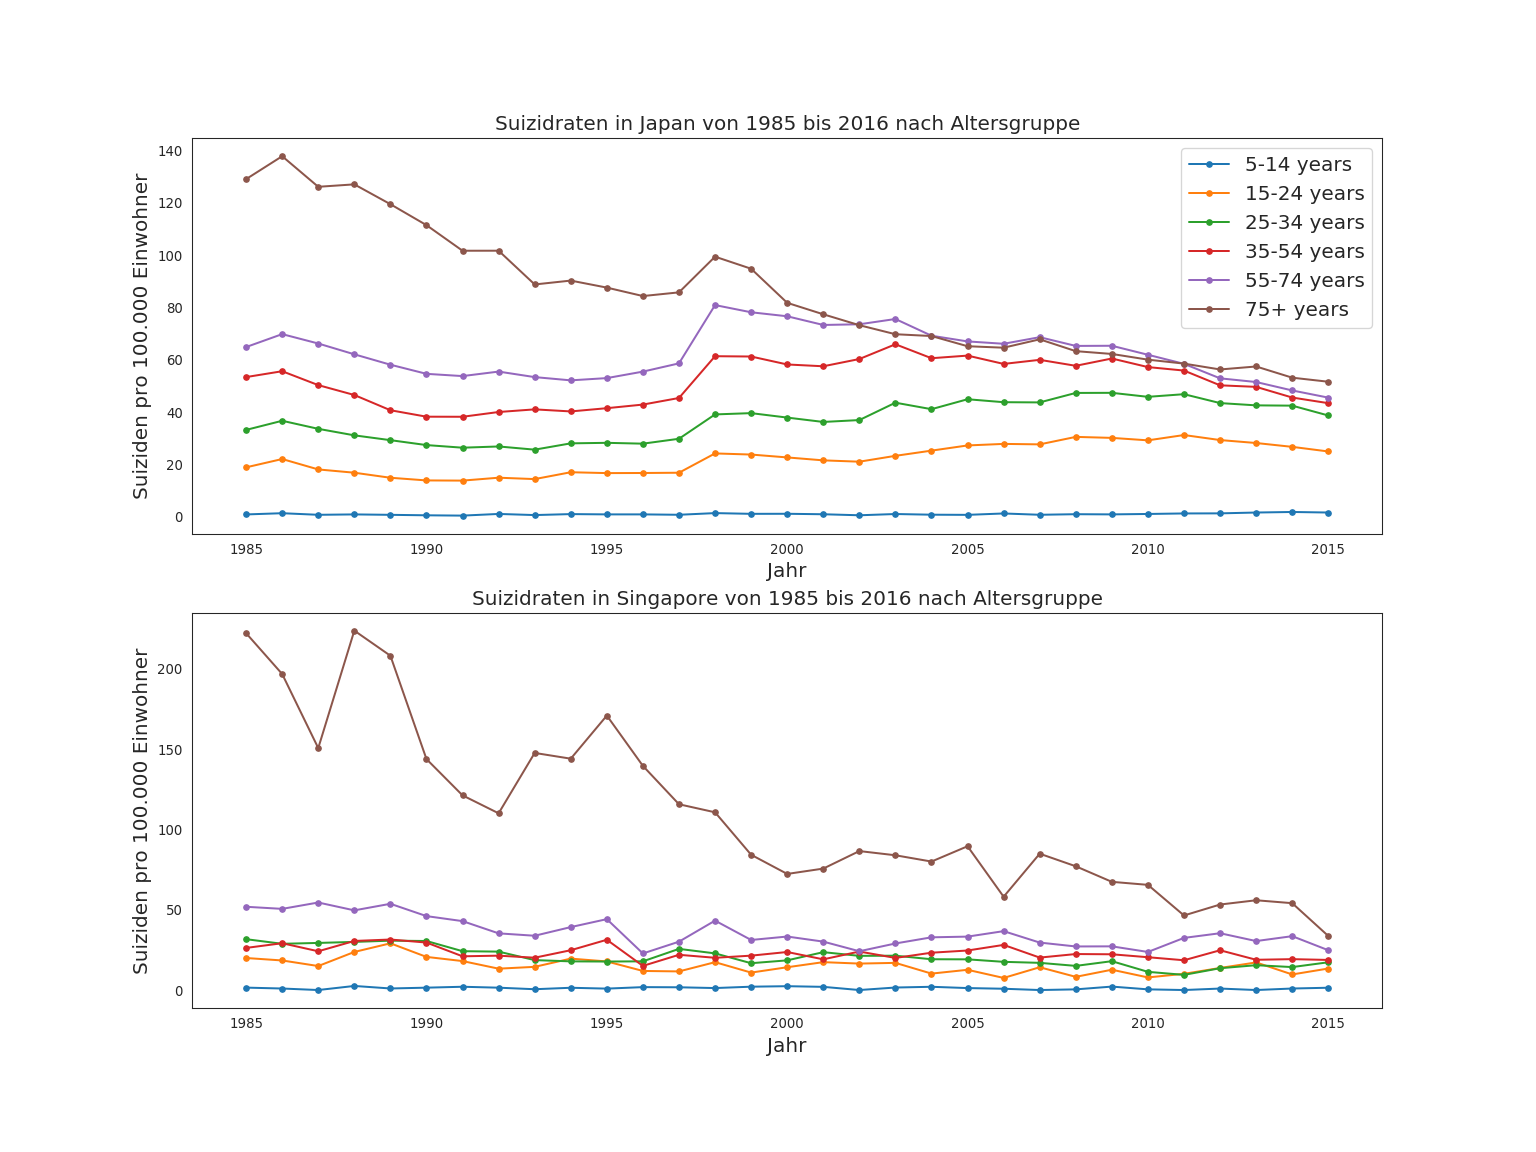 Suizidraten in Japan von 1985 bis 2016 nach Altersgruppe
Suiziden pro 100.000 Einwohner
140
120
100
80
60
40
20
0
5-14 years
15-24 years
25-34 years
35-54 years
55-74 years
75+ years
1985 1990 1995 2000 2005 2010 2015
Jahr
Suizidraten in Singapore von 1985 bis 2016 nach Altersgruppe
Suiziden pro 100.000 Einwohner
200
150
100
50
0
1985 1990 1995 2000 2005 2010 2015
Jahr